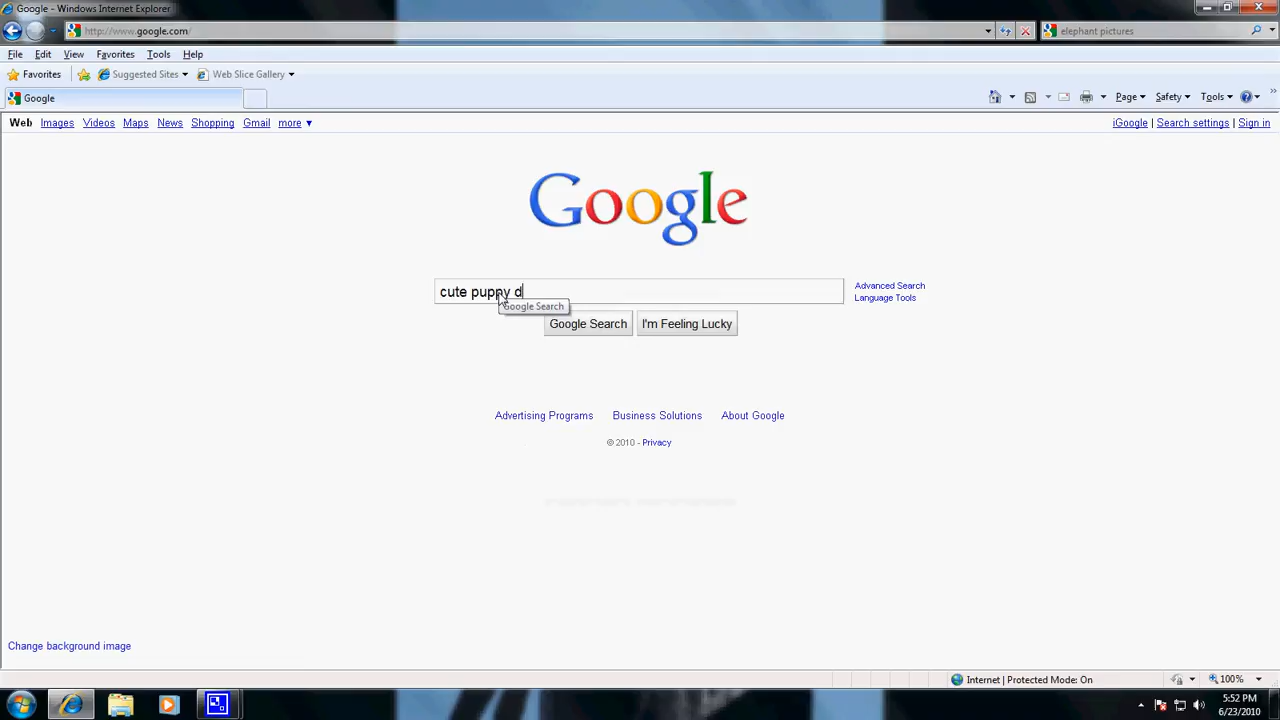 Google - Windows Internet Explorer
http://www.google.com/
elephant pictures
File Edit View Favorites Tools Help
Favorites Suggested Sites Web Slice Gallery
Google
Page Safety Tools
Web Images Videos Maps News Shopping Gmail more
iGoogle | Search settings | Sign in
Google
cute puppy d
Advanced Search
Language Tools
Google Search
Google Search I'm Feeling Lucky
Advertising Programs Business Solutions About Google
© 2010 - Privacy
Change background image
Internet | Protected Mode: On
100%
5:52 PM
6/23/2010